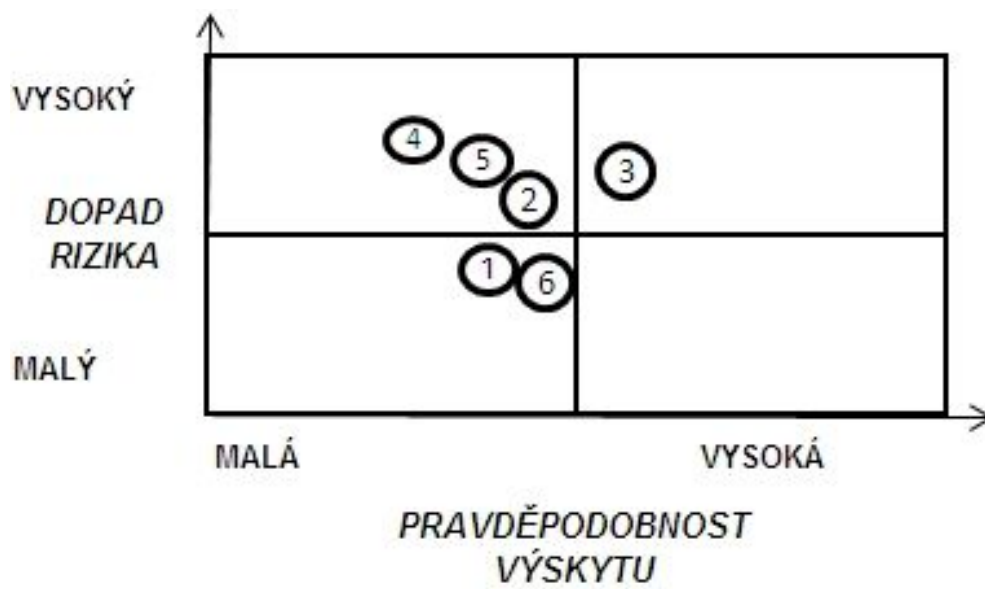 VYSOKÝ
4
5
3
2
DOPAD
RIZIKA
1
6
MALÝ
MALÁ
VYSOKÁ
PRAVDĚPODOBNOST
VÝSKYTU